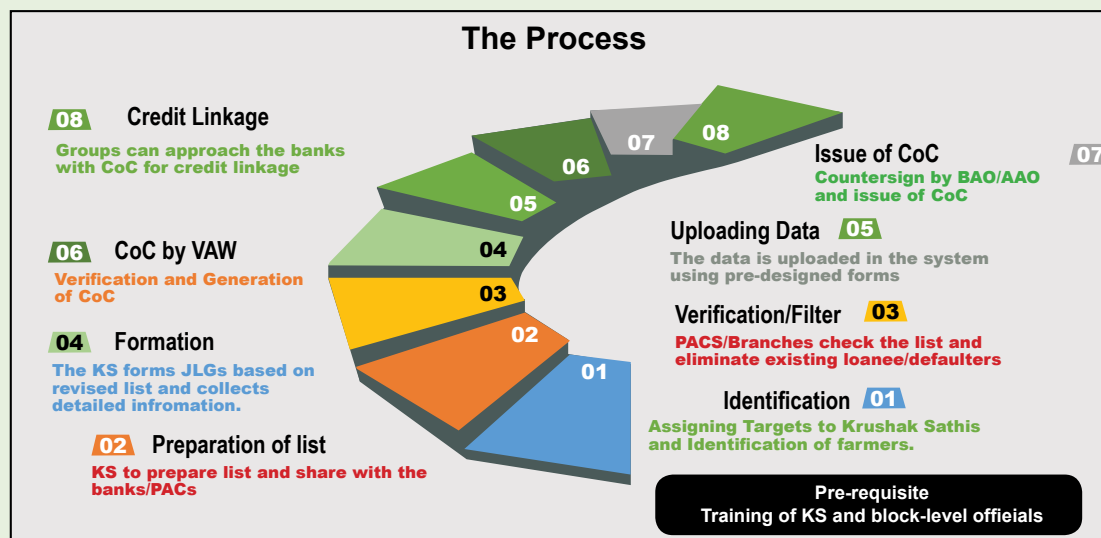 The Process
08 Credit Linkage
Groups can approach the banks
with CoC for credit linkage
06 CoC by VAW
Verification and Generation
of CoC
04 Formation
The KS forms JLGs based on
revised list and collects
detailed infromation.
02 Preparation of list
KS to prepare list and share with the
banks/PACs
08
07
06
05
04
03
02
01
Issue of CoC 07
Countersign by BAO/AAO
and issue of CoC
Uploading Data 05
The data is uploaded in the system
using pre-designed forms
Verification/Filter 03
PACS/Branches check the list and
eliminate existing loanee/defaulters
Identification 01
Assigning Targets to Krushak Sathis
and Identification of farmers.
Pre-requisite
Training of KS and block-level offieials